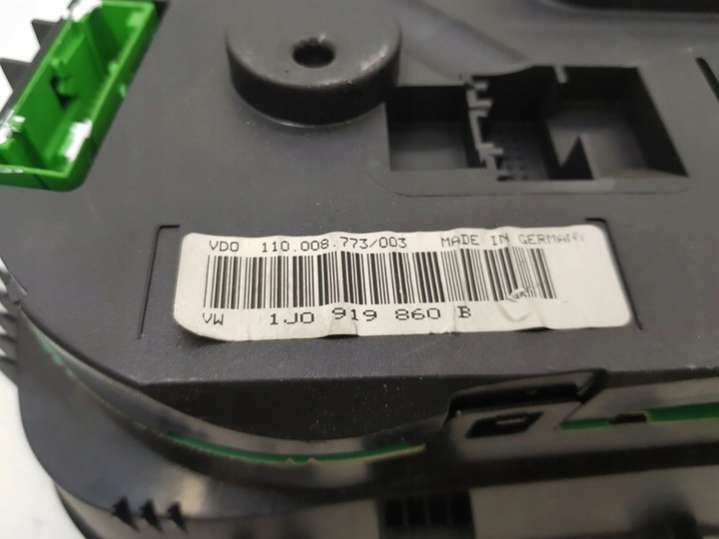 VDO 110.008.773/003 MADE IN GERMANY
VW 1J0 919 860 B